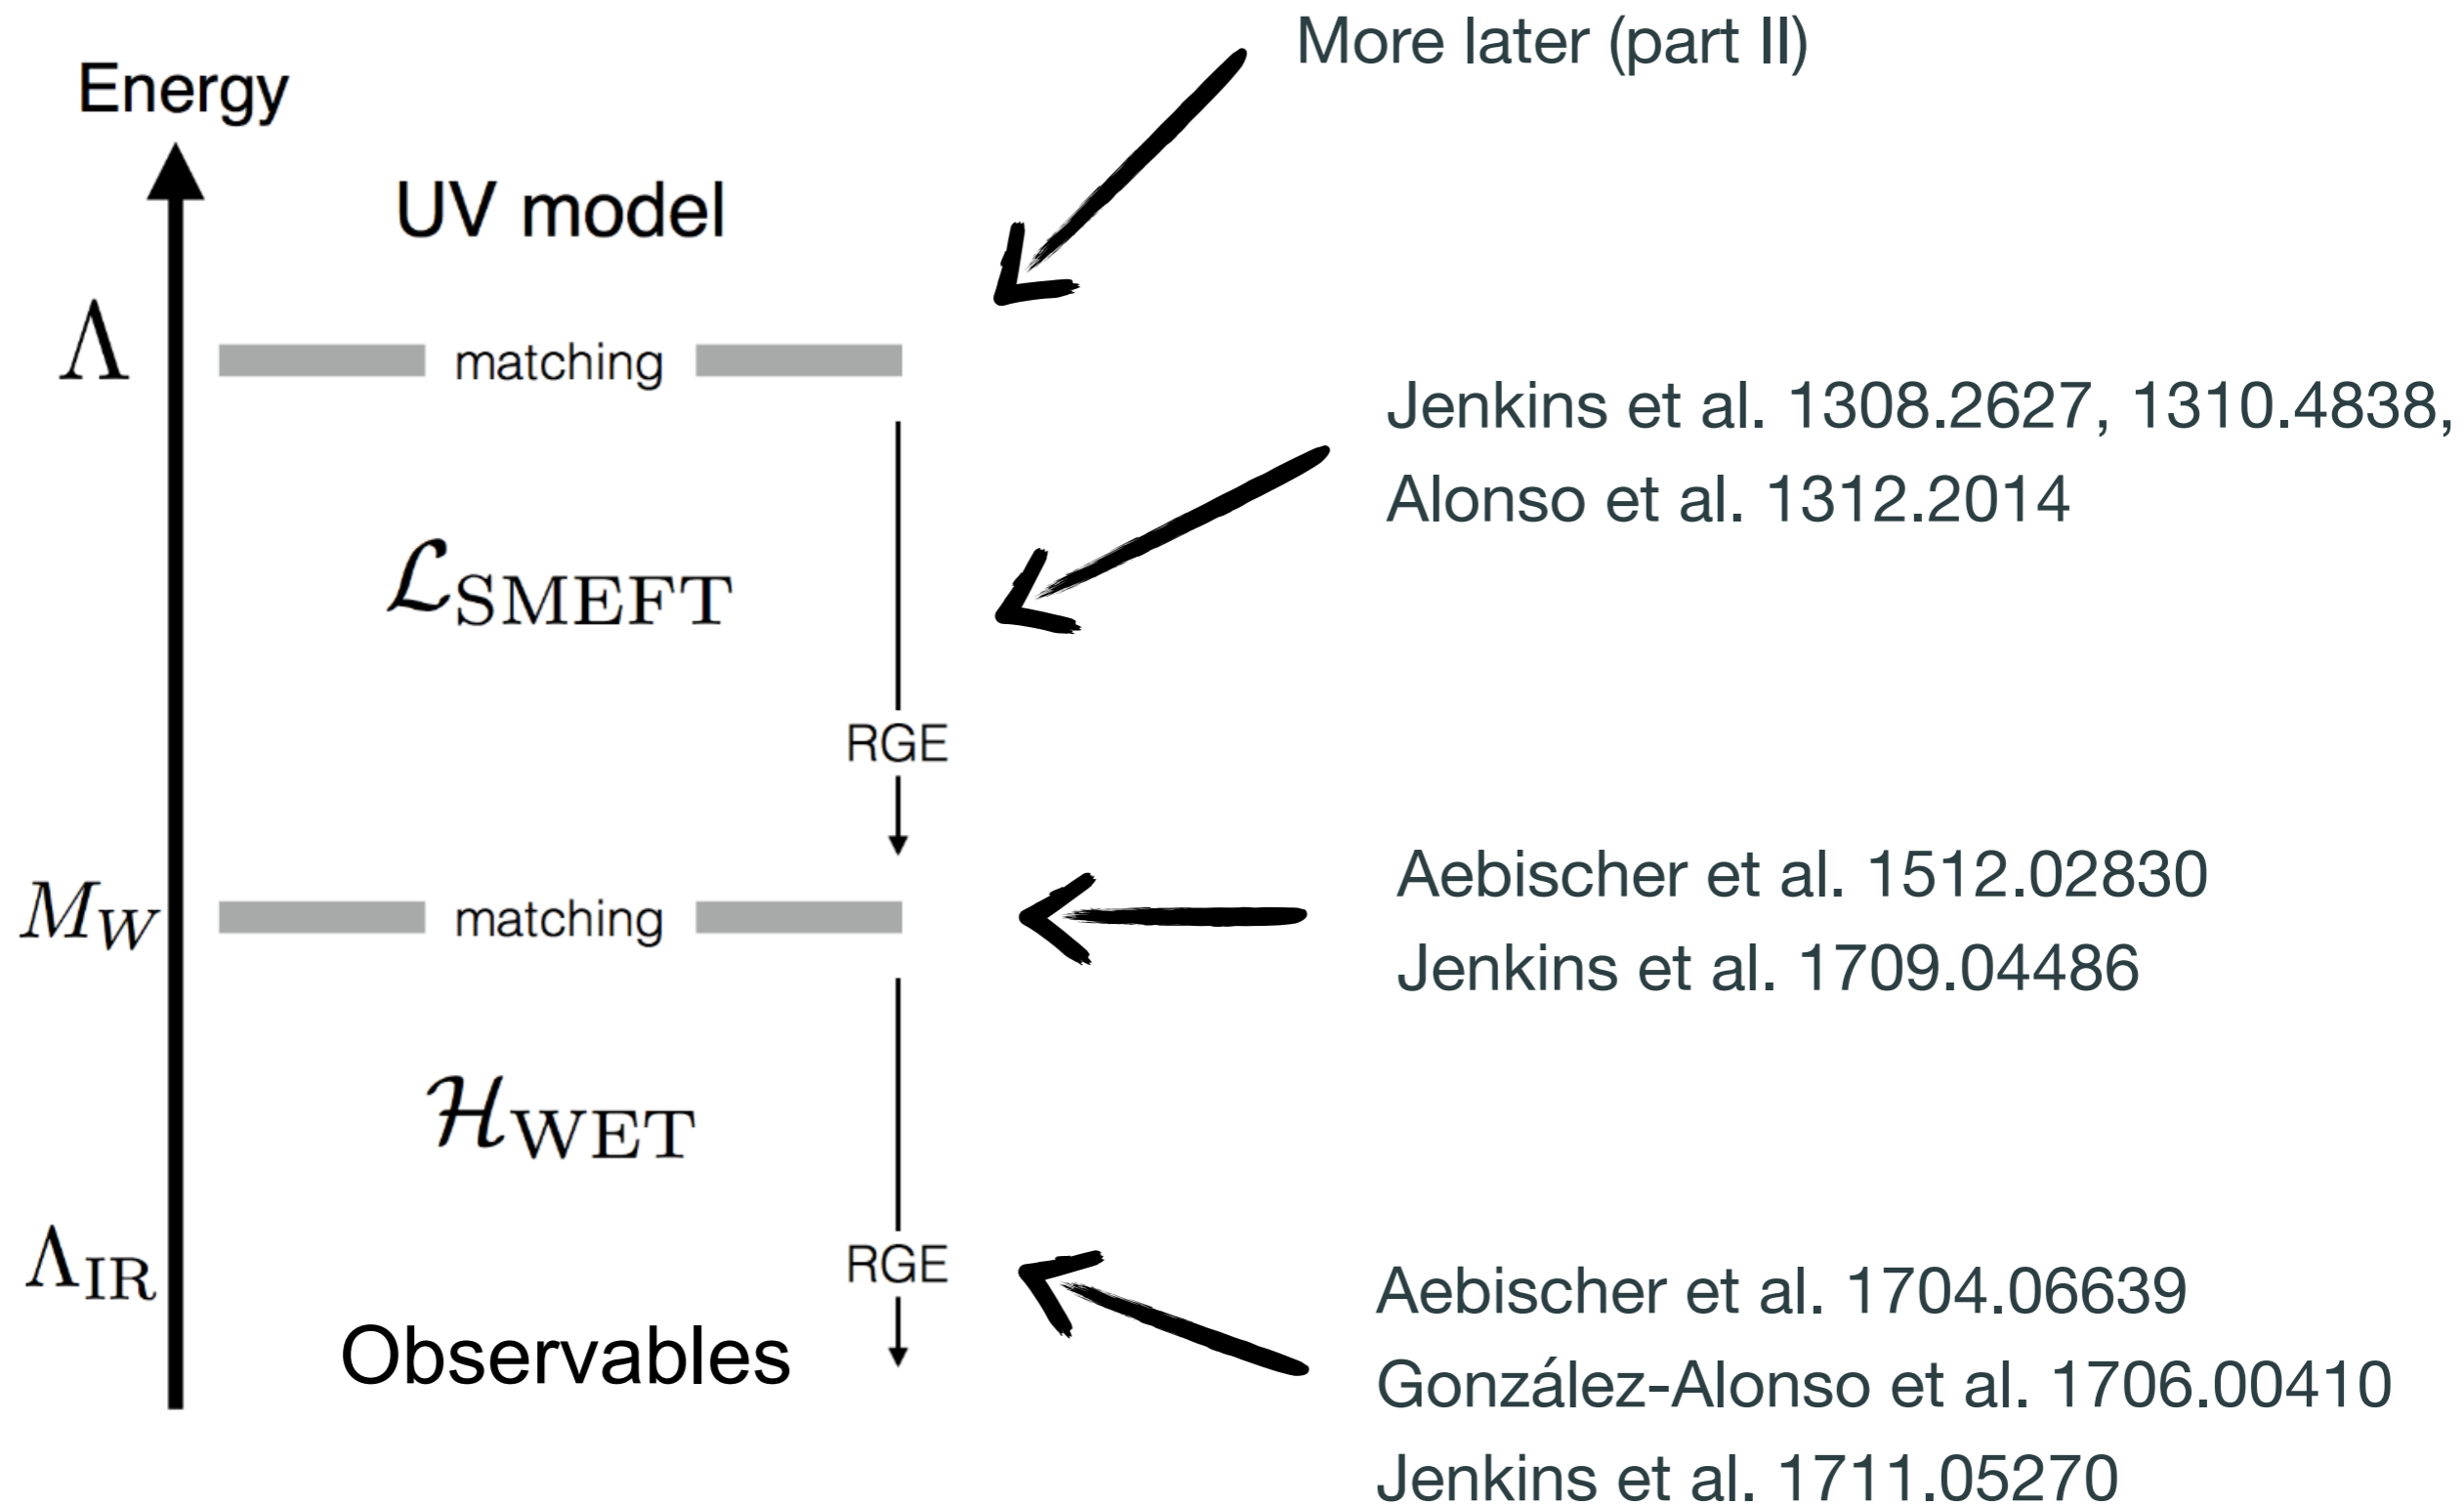 More later (part II)
Energy
UV model
Λ
matching
Jenkins et al. 1308.2627, 1310.4838,
Alonso et al. 1312.2014
ℒSMEFT
RGE
MW
matching
Aebischer et al. 1512.02830
Jenkins et al. 1709.04486
ℋWET
ΛIR
RGE
Observables
Aebischer et al. 1704.06639
González-Alonso et al. 1706.00410
Jenkins et al. 1711.05270